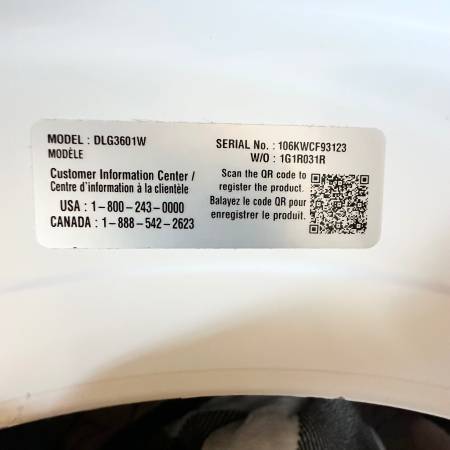 MODEL : DLG3601W
MODÈLE
Customer Information Center /
Centre d'information à la clientèle
USA : 1-800-243-0000
CANADA : 1-888-542-2623
SERIAL No. : 106KWCF93123
W/O : 1G1R031R
Scan the QR code to
register the product.
Balayez le code QR pour
enregistrer le produit.